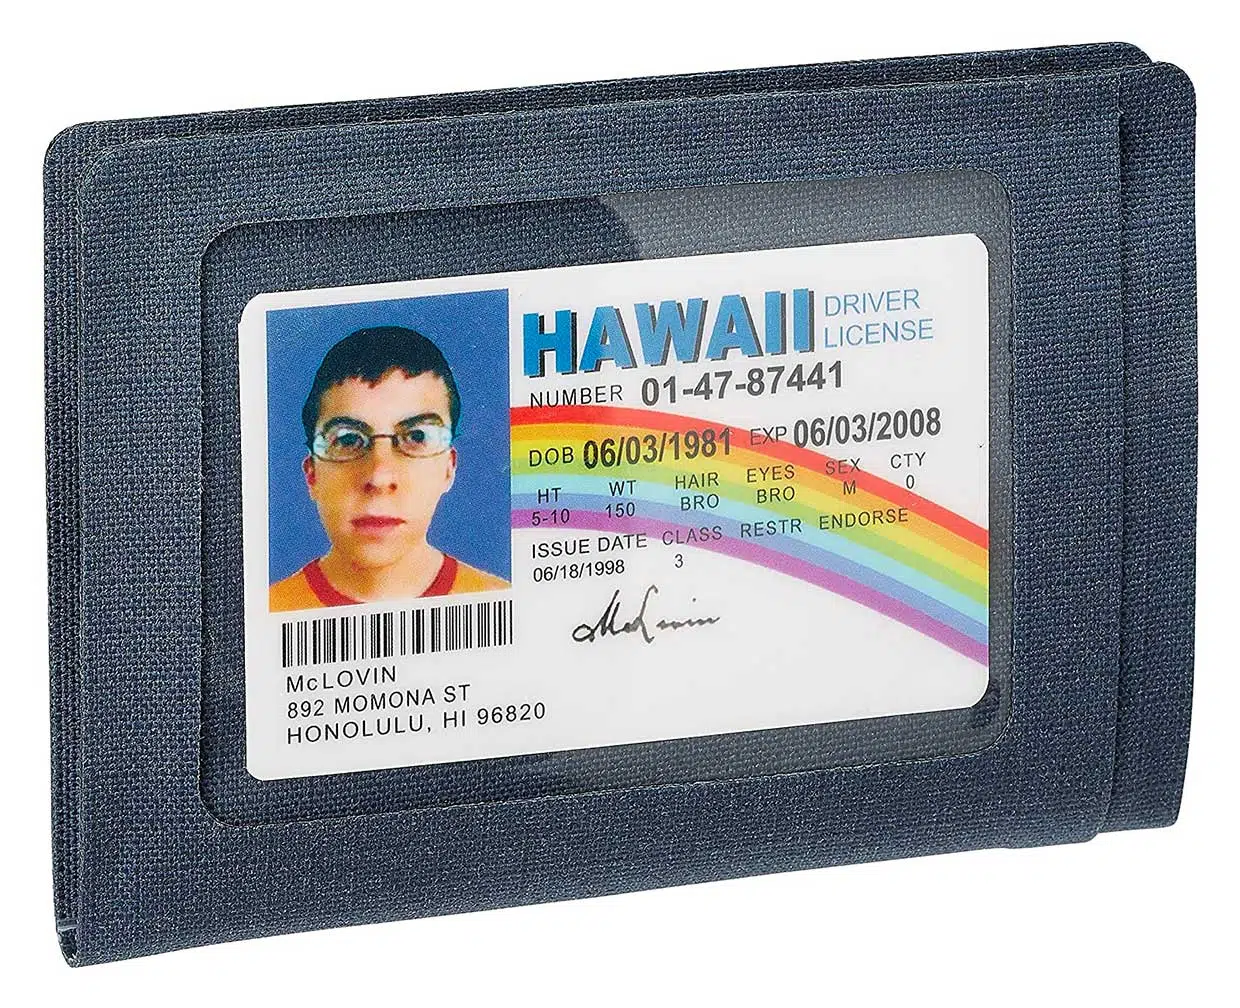 HAWAII DRIVER
LICENSE
NUMBER 01-47-87441
DOB 06/03/1981 EXP 06/03/2008
HT WT HAIR EYES SEX CTY
5-10 150 BRO BRO M 0
ISSUE DATE CLASS RESTR ENDORSE
06/18/1998 3
McLovin
McLOVIN
892 MOMONA ST
HONOLULU, HI 96820